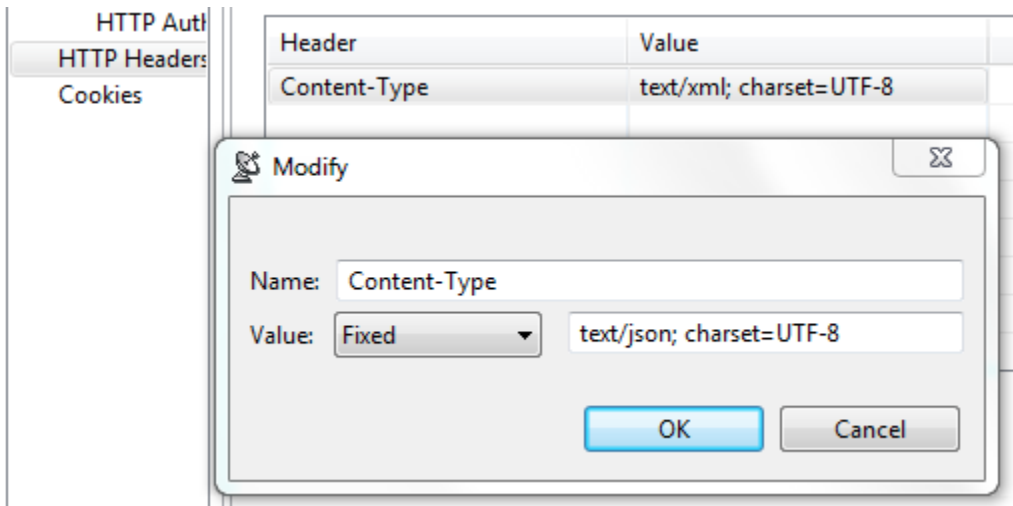 HTTP Auth
HTTP Headers
Cookies
Header Value
Content-Type text/xml; charset=UTF-8
Modify
Name: Content-Type
Value: Fixed text/json; charset=UTF-8
OK Cancel